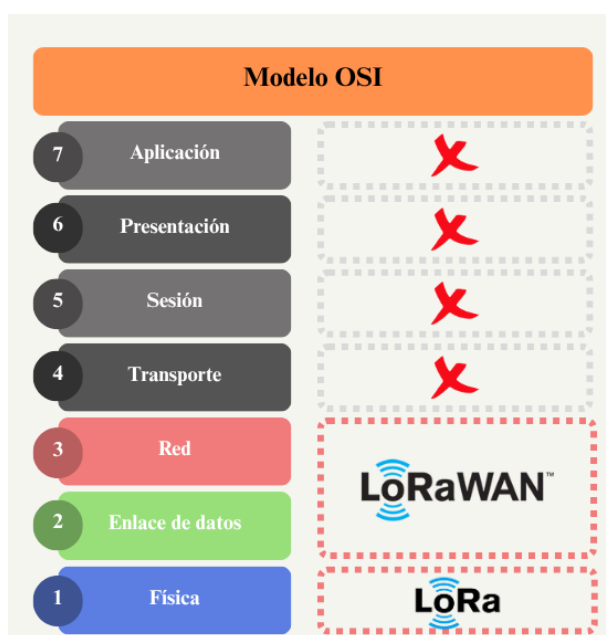 Modelo OSI
7 Aplicación
6 Presentación
5 Sesión
4 Transporte
3 Red
LoRaWAN™
2 Enlace de datos
1 Física
LoRa